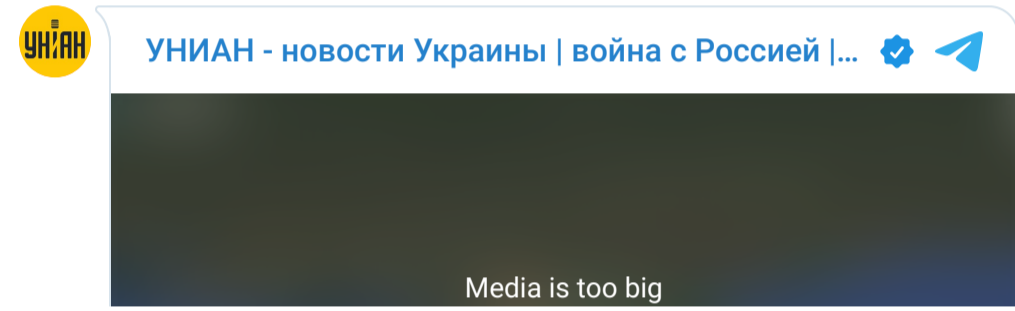 УНІАН
УНИАН - новости Украины | война с Россией |...
Media is too big